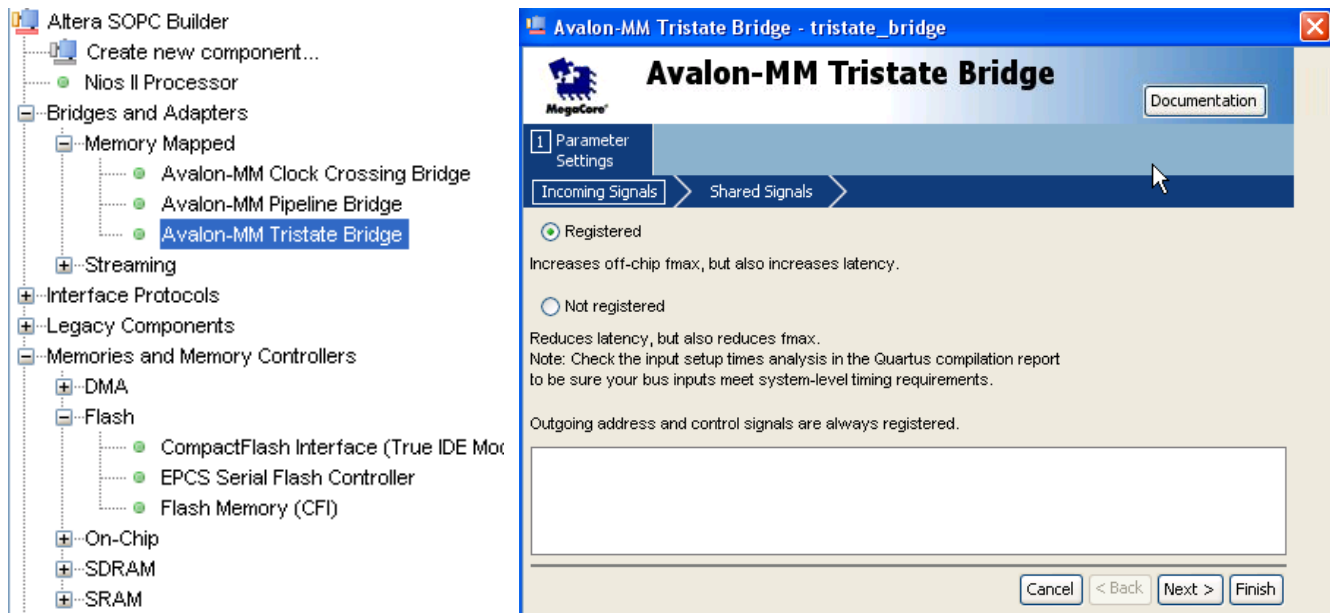 Altera SOPC Builder
Create new component...
Nios II Processor
Bridges and Adapters
Memory Mapped
Avalon-MM Clock Crossing Bridge
Avalon-MM Pipeline Bridge
Avalon-MM Tristate Bridge
Streaming
Interface Protocols
Legacy Components
Memories and Memory Controllers
DMA
Flash
CompactFlash Interface (True IDE Mod
EPCS Serial Flash Controller
Flash Memory (CFI)
On-Chip
SDRAM
SRAM
Avalon-MM Tristate Bridge - tristate_bridge
MegaCore®
Avalon-MM Tristate Bridge
Documentation
1 Parameter
Settings
Incoming Signals
Shared Signals
Registered
Increases off-chip fmax, but also increases latency.
Not registered
Reduces latency, but also reduces fmax.
Note: Check the input setup times analysis in the Quartus compilation report
to be sure your bus inputs meet system-level timing requirements.
Outgoing address and control signals are always registered.
Cancel
< Back
Next >
Finish